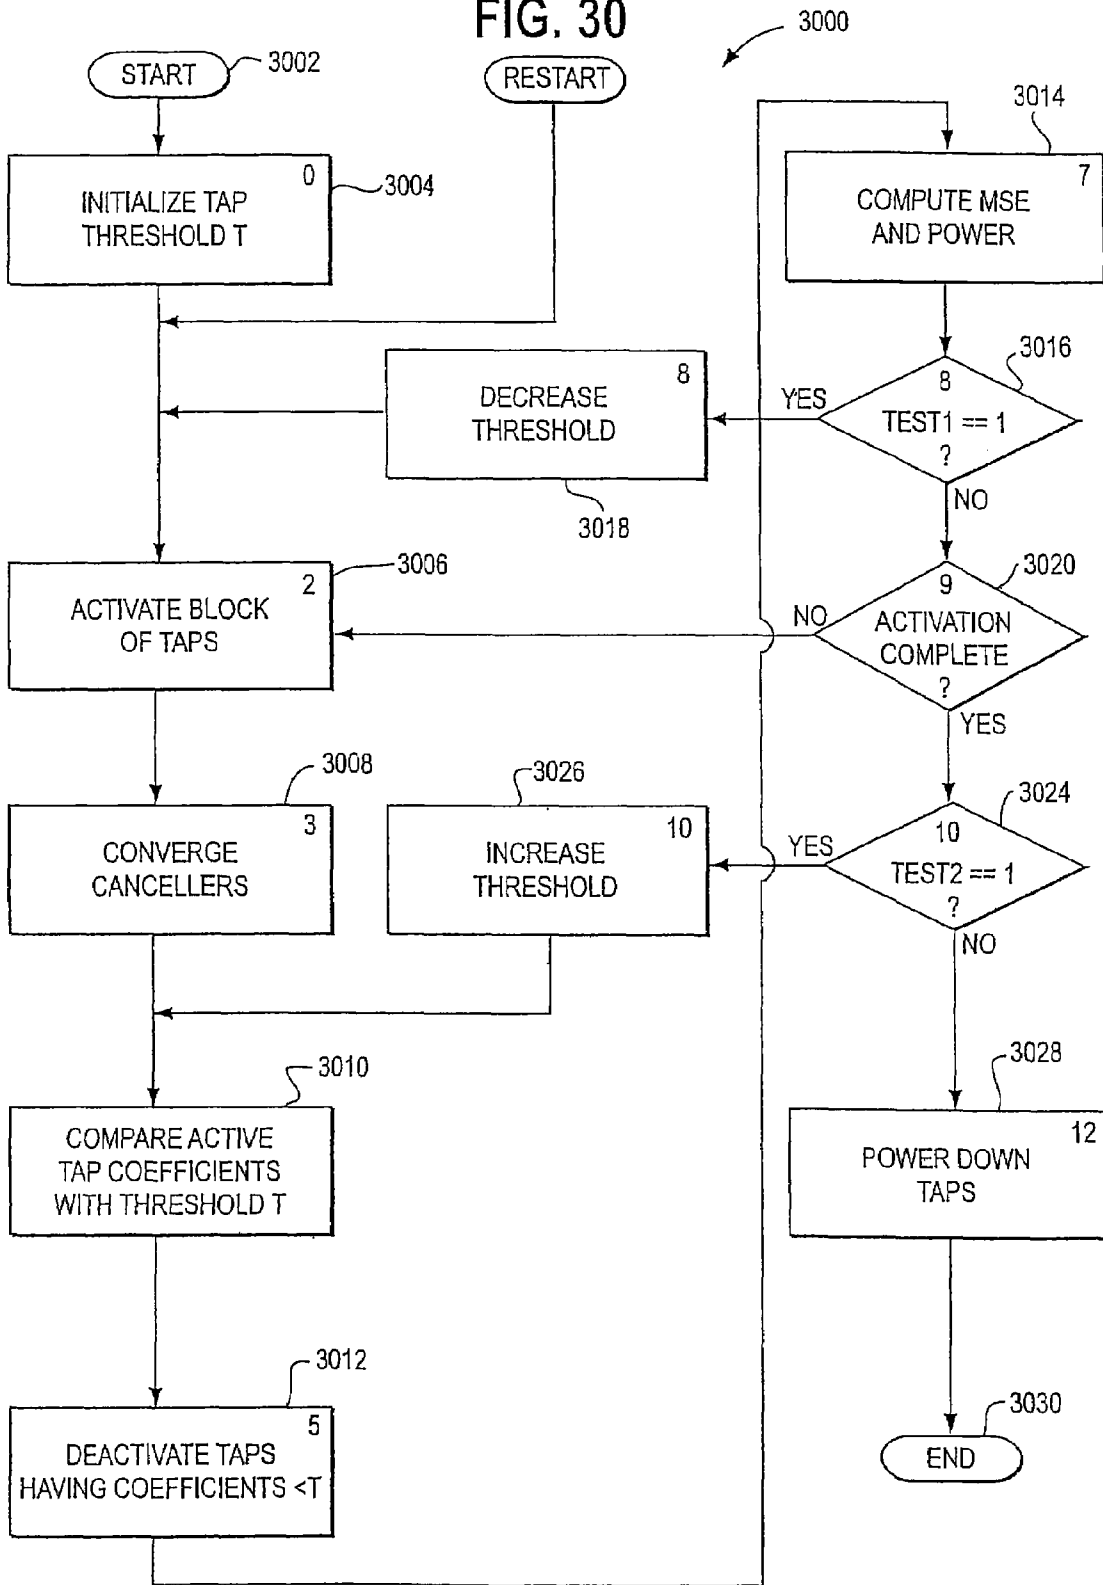 FIG. 30
3000
START
3002
RESTART
3014
0
INITIALIZE TAP
THRESHOLD T
3004
7
COMPUTE MSE
AND POWER
3016
8
DECREASE
THRESHOLD
3018
YES
8
TEST1 == 1
?
NO
3006
2
ACTIVATE BLOCK
OF TAPS
3020
NO
9
ACTIVATION
COMPLETE
?
YES
3008
3
CONVERGE
CANCELLERS
3026
10
INCREASE
THRESHOLD
3024
YES
10
TEST2 == 1
?
NO
3010
COMPARE ACTIVE
TAP COEFFICIENTS
WITH THRESHOLD T
3028
12
POWER DOWN
TAPS
3012
5
DEACTIVATE TAPS
HAVING COEFFICIENTS <T
3030
END